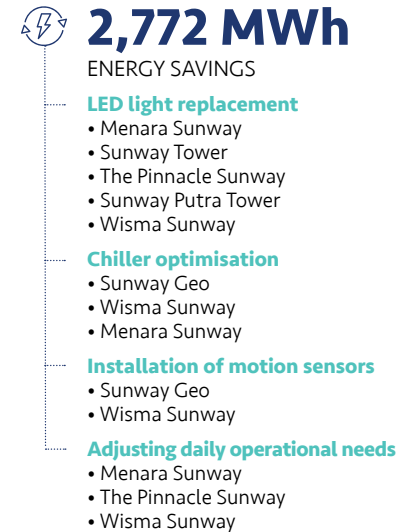 2,772 MWh
ENERGY SAVINGS
LED light replacement
• Menara Sunway
• Sunway Tower
• The Pinnacle Sunway
• Sunway Putra Tower
• Wisma Sunway
Chiller optimisation
• Sunway Geo
• Wisma Sunway
• Menara Sunway
Installation of motion sensors
• Sunway Geo
• Wisma Sunway
Adjusting daily operational needs
• Menara Sunway
• The Pinnacle Sunway
• Wisma Sunway